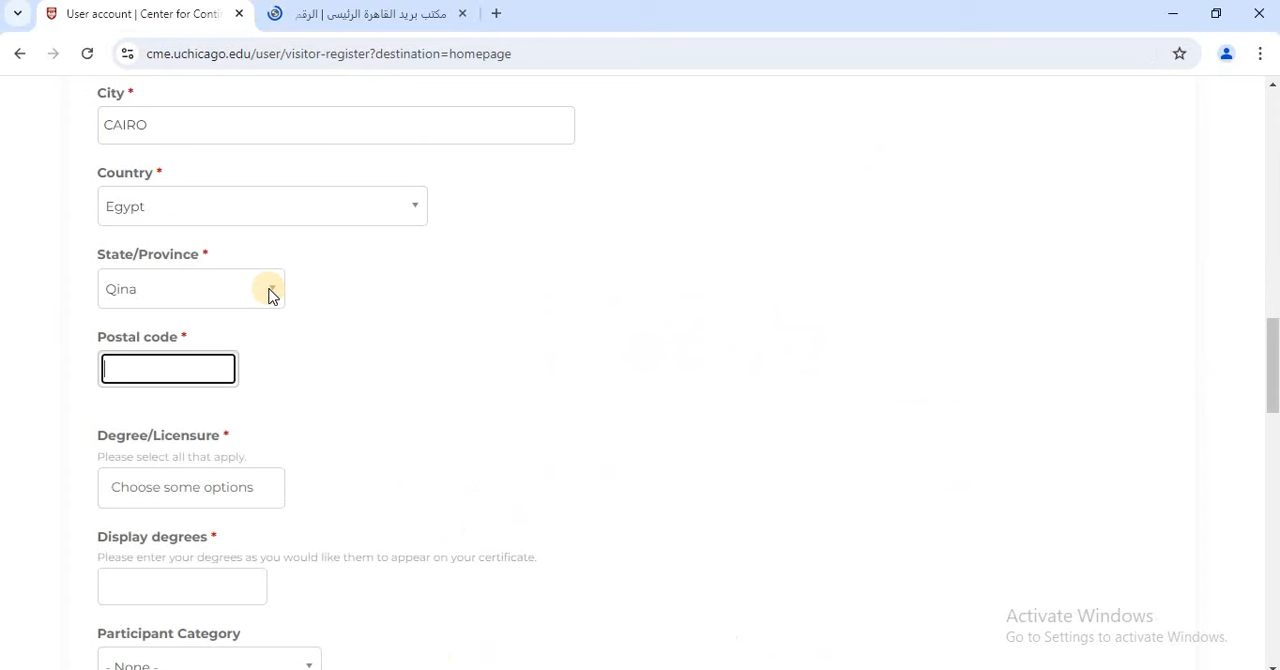 User account | Center for Conti
مكتب بريد القاهرة الرئيسى | الرقم
cme.uchicago.edu/user/visitor-register?destination=homepage
City *
CAIRO
Country *
Egypt
State/Province *
Qina
Postal code *
Degree/Licensure *
Please select all that apply.
Choose some options
Display degrees *
Please enter your degrees as you would like them to appear on your certificate.
Participant Category
- None -
Activate Windows
Go to Settings to activate Windows.